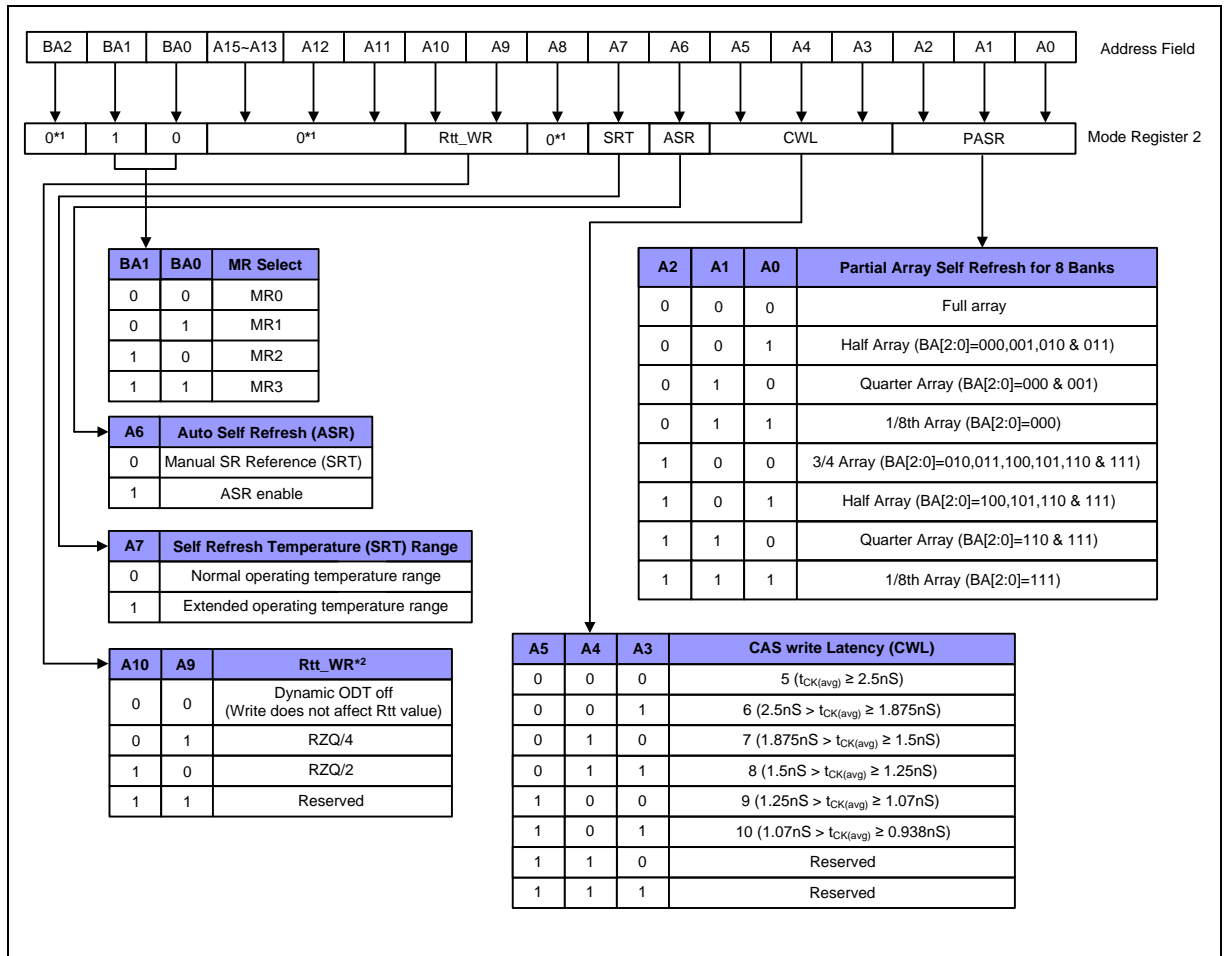 BA2 BA1 BA0 A15~A13 A12 A11 A10 A9 A8 A7 A6 A5 A4 A3 A2 A1 A0 Address Field
0*1 1 0 0*1 Rtt_WR 0*1 SRT ASR CWL PASR Mode Register 2
BA1 BA0 MR Select
0 0 MR0
0 1 MR1
1 0 MR2
1 1 MR3
A6 Auto Self Refresh (ASR)
0 Manual SR Reference (SRT)
1 ASR enable
A7 Self Refresh Temperature (SRT) Range
0 Normal operating temperature range
1 Extended operating temperature range
A10 A9 Rtt_WR*2
0 0 Dynamic ODT off
(Write does not affect Rtt value)
0 1 RZQ/4
1 0 RZQ/2
1 1 Reserved
A2 A1 A0 Partial Array Self Refresh for 8 Banks
0 0 0 Full array
0 0 1 Half Array (BA[2:0]=000,001,010 & 011)
0 1 0 Quarter Array (BA[2:0]=000 & 001)
0 1 1 1/8th Array (BA[2:0]=000)
1 0 0 3/4 Array (BA[2:0]=010,011,100,101,110 & 111)
1 0 1 Half Array (BA[2:0]=100,101,110 & 111)
1 1 0 Quarter Array (BA[2:0]=110 & 111)
1 1 1 1/8th Array (BA[2:0]=111)
A5 A4 A3 CAS write Latency (CWL)
0 0 0 5 (tCK(avg) ≥ 2.5nS)
0 0 1 6 (2.5nS > tCK(avg) ≥ 1.875nS)
0 1 0 7 (1.875nS > tCK(avg) ≥ 1.5nS)
0 1 1 8 (1.5nS > tCK(avg) ≥ 1.25nS)
1 0 0 9 (1.25nS > tCK(avg) ≥ 1.07nS)
1 0 1 10 (1.07nS > tCK(avg) ≥ 0.938nS)
1 1 0 Reserved
1 1 1 Reserved